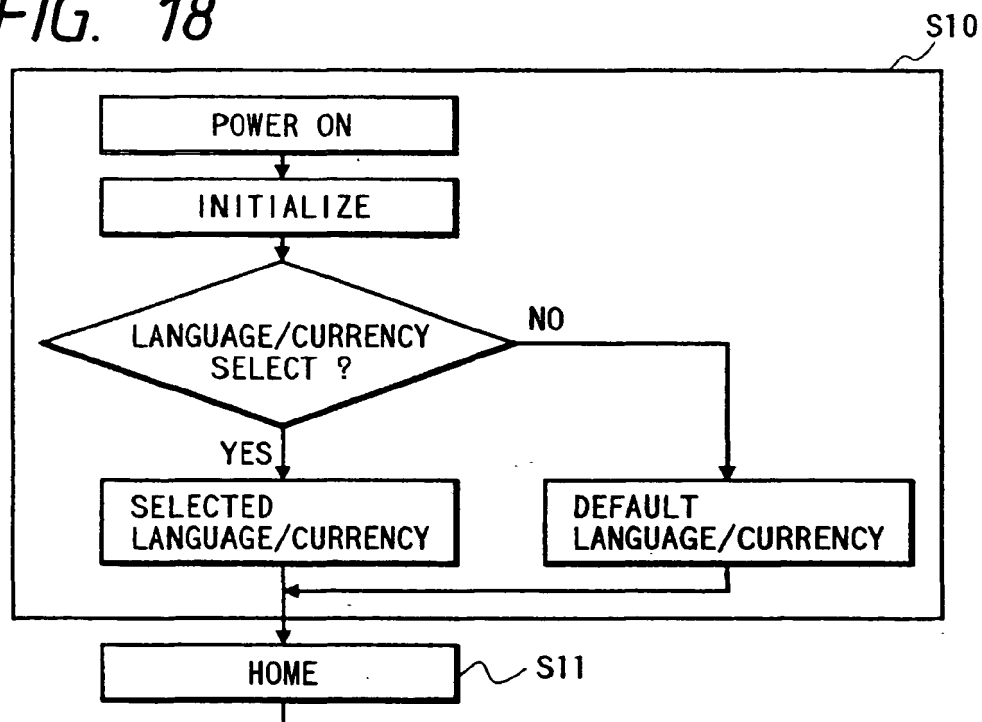 FIG. 18
S10
POWER ON
INITIALIZE
LANGUAGE/CURRENCY
SELECT ?
NO
YES
SELECTED
LANGUAGE/CURRENCY
DEFAULT
LANGUAGE/CURRENCY
HOME
S11